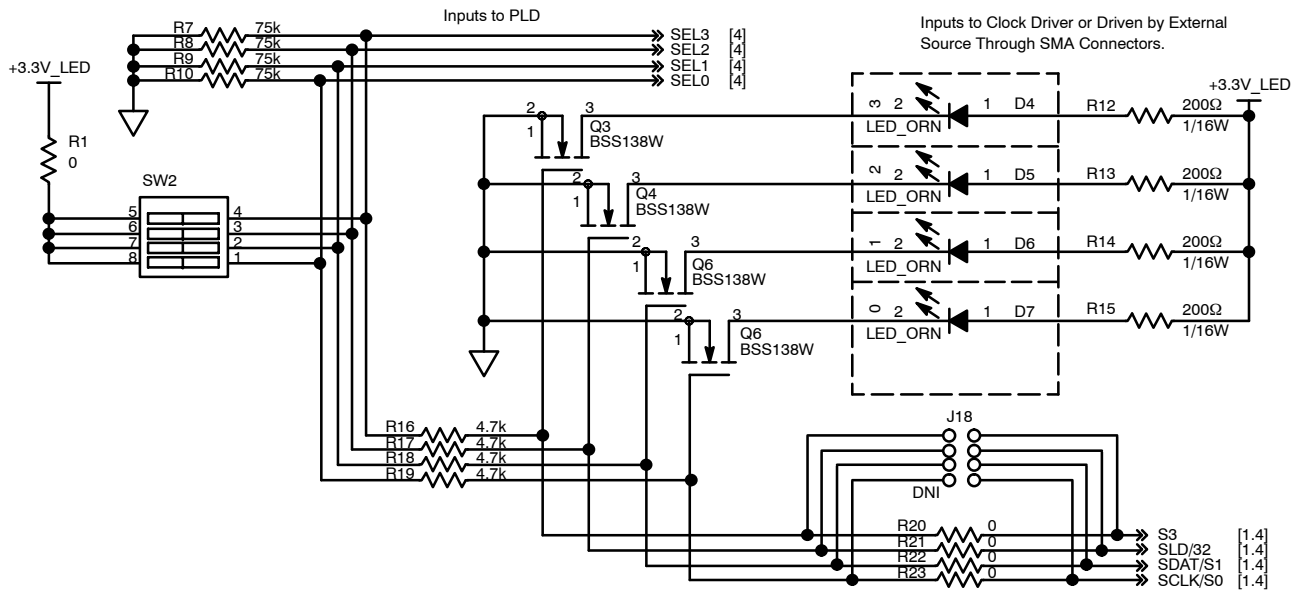 Inputs to PLD
Inputs to Clock Driver or Driven by External
Source Through SMA Connectors.
R7 75k SEL3 [4]
R8 75k SEL2 [4]
R9 75k SEL1 [4]
R10 75k SEL0 [4]
+3.3V_LED
+3.3V_LED
R1
0
SW2
5 4
6 3
7 2
8 1
2 3
1
Q3
BSS138W
3 2 1 D4
LED_ORN
R12 200Ω
1/16W
2 3
1
Q4
BSS138W
2 2 1 D5
LED_ORN
R13 200Ω
1/16W
2 3
1
Q6
BSS138W
1 2 1 D6
LED_ORN
R14 200Ω
1/16W
2 3
1
Q6
BSS138W
0 2 1 D7
LED_ORN
R15 200Ω
1/16W
R16 4.7k
R17 4.7k
R18 4.7k
R19 4.7k
J18
DNI
R20 0 S3 [1.4]
R21 0 SLD/32 [1.4]
R22 0 SDAT/S1 [1.4]
R23 0 SCLK/S0 [1.4]